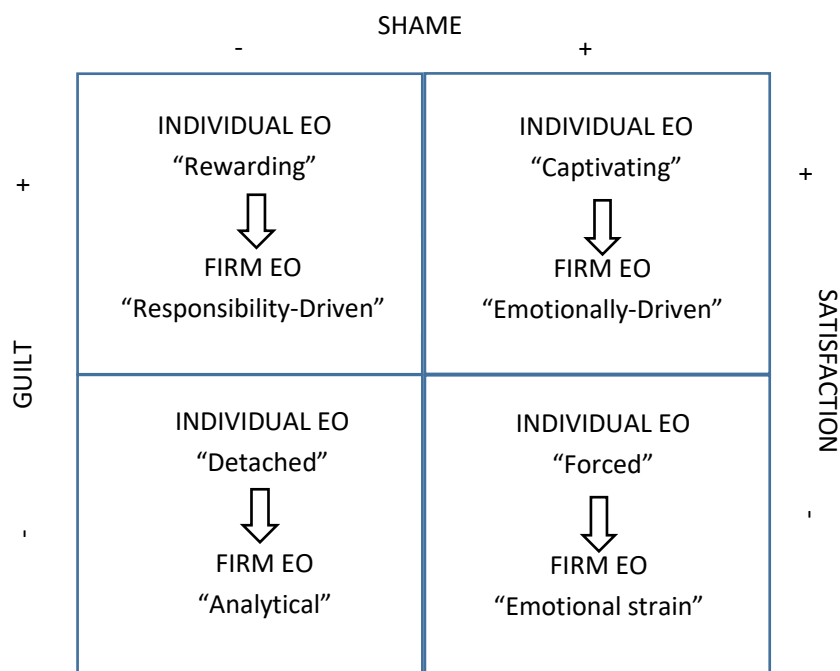 SHAME
- +
INDIVIDUAL EO INDIVIDUAL EO
“Rewarding” “Captivating”
+ +
FIRM EO FIRM EO
“Responsibility-Driven” “Emotionally-Driven”
GUILT SATISFACTION
INDIVIDUAL EO INDIVIDUAL EO
“Detached” “Forced”
- -
FIRM EO FIRM EO
“Analytical” “Emotional strain”